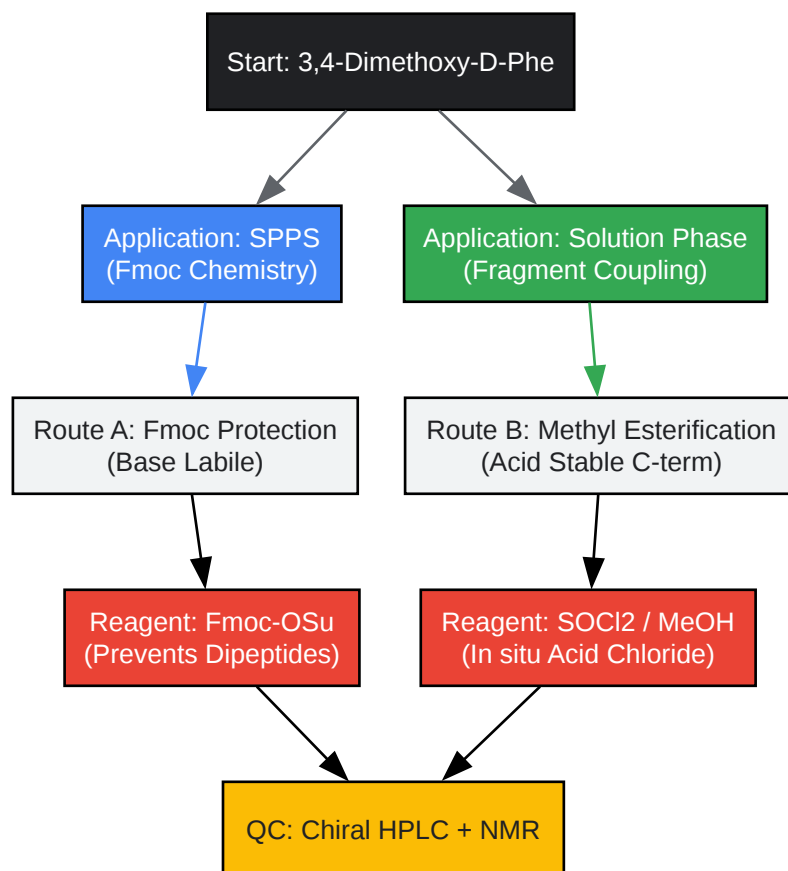 Start: 3,4-Dimethoxy-D-Phe
Application: SPPS
(Fmoc Chemistry)
Application: Solution Phase
(Fragment Coupling)
Route A: Fmoc Protection
(Base Labile)
Route B: Methyl Esterification
(Acid Stable C-term)
Reagent: Fmoc-OSu
(Prevents Dipeptides)
Reagent: SOCl2 / MeOH
(In situ Acid Chloride)
QC: Chiral HPLC + NMR